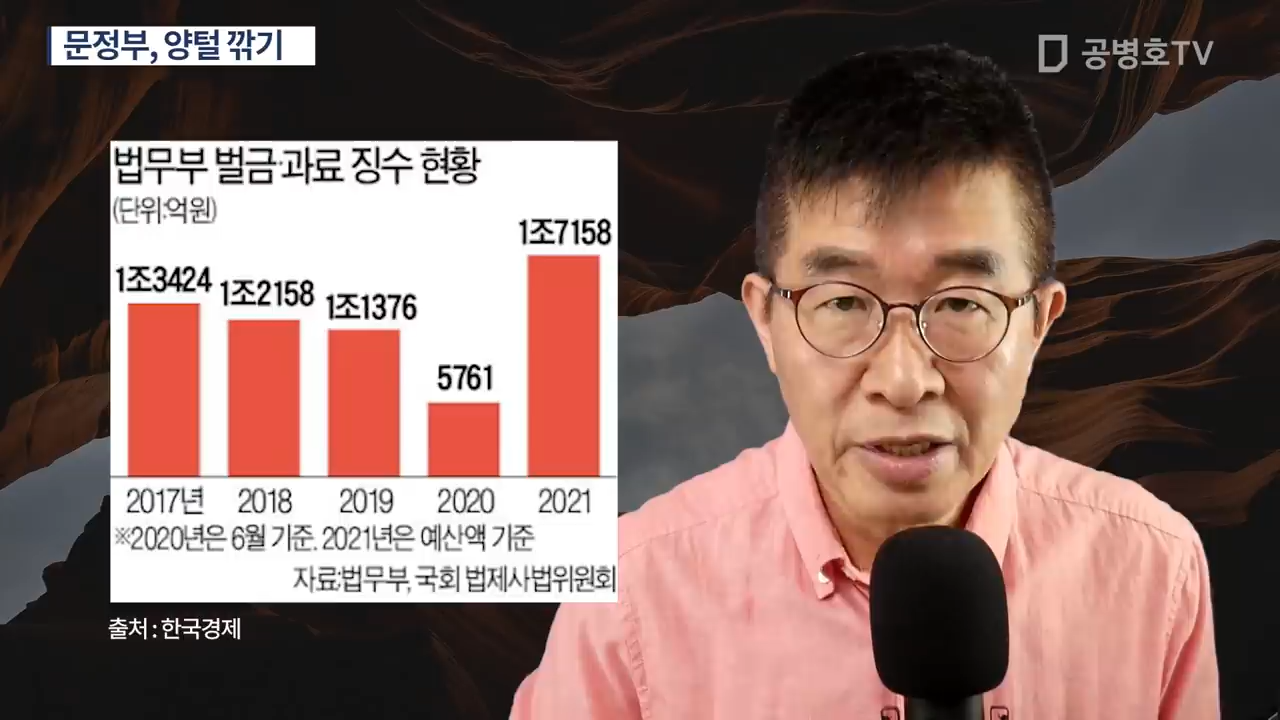 문정부, 양털 깎기
공병호TV
법무부 벌금·과료 징수 현황
(단위:억원)
1조3424
1조2158
1조1376
5761
1조7158
2017년 2018 2019 2020 2021
※2020년은 6월 기준. 2021년은 예산액 기준
자료:법무부, 국회 법제사법위원회
출처 : 한국경제